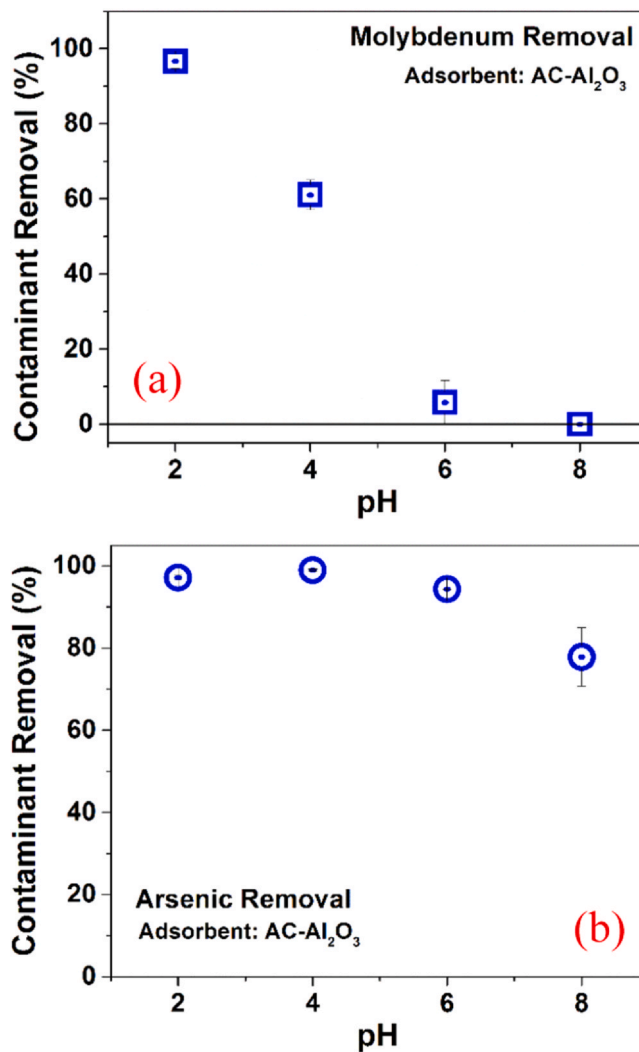 Molybdenum Removal
Adsorbent: AC-Al₂O₃
Contaminant Removal (%)
100
80
60
40
20
0
(a)
2 4 6 8
pH
Contaminant Removal (%)
100
80
60
40
20
0
Arsenic Removal
Adsorbent: AC-Al₂O₃
(b)
2 4 6 8
pH